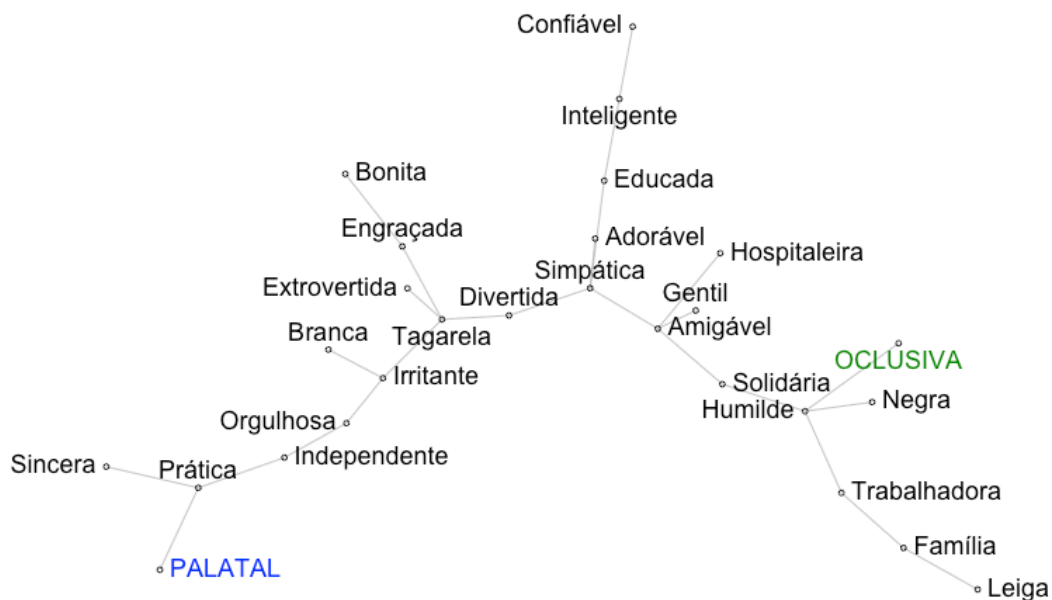 Confiável
Inteligente
Bonita
Educada
Engraçada
Adorável
Hospitaleira
Simpática
Extrovertida
Divertida
Gentil
Branca
Tagarela
Amigável
OCLUSIVA
Irritante
Solidária
Humilde
Negra
Orgulhosa
Independente
Sincera
Prática
Trabalhadora
Família
PALATAL
Leiga